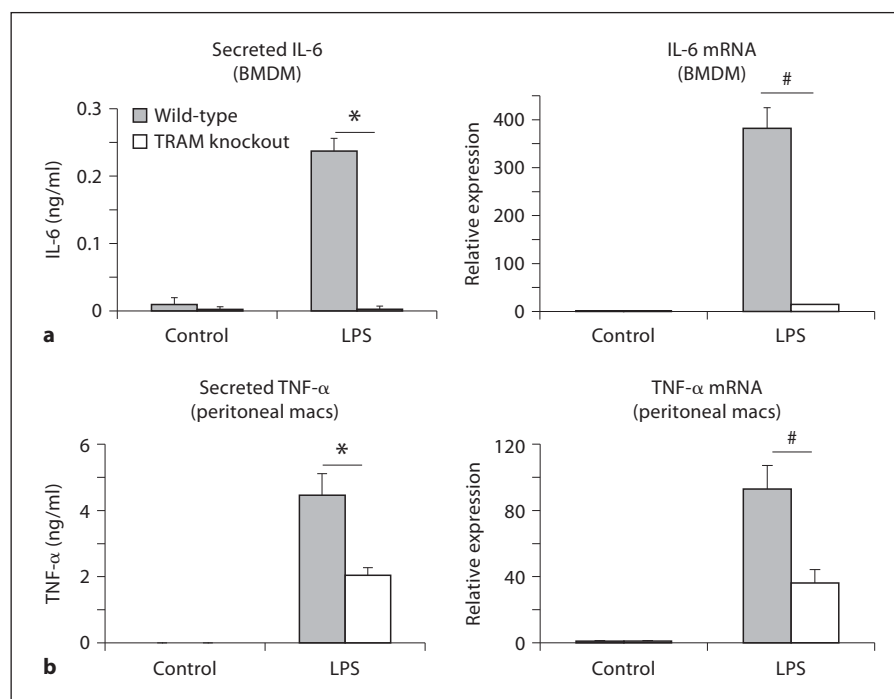 Secreted IL-6
(BMDM)
IL-6 (ng/ml)
0.3
0.2
0.1
0
Wild-type
TRAM knockout
*
Control
LPS
a
IL-6 mRNA
(BMDM)
Relative expression
400
300
200
100
0
#
Control
LPS
Secreted TNF-α
(peritoneal macs)
TNF-α (ng/ml)
6
4
2
0
*
Control
LPS
b
TNF-α mRNA
(peritoneal macs)
Relative expression
120
80
40
0
#
Control
LPS